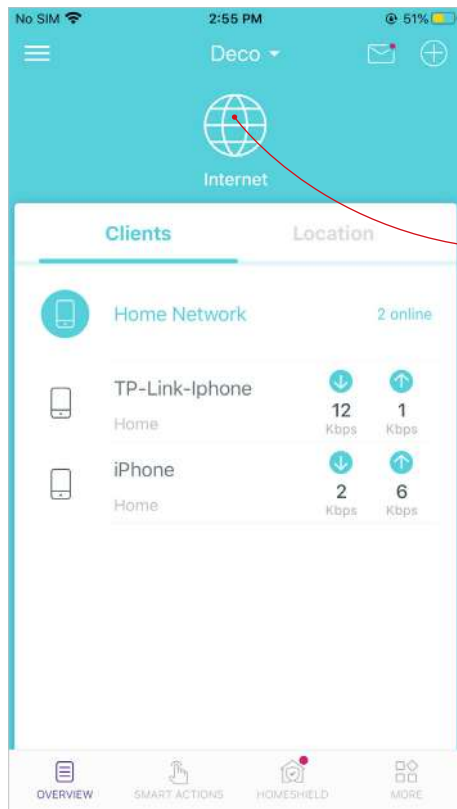 No SIM 2:55 PM 51%
Deco
Internet
Clients Location
Home Network 2 online
TP-Link-Iphone
Home
12 1
Kbps Kbps
iPhone
Home
2 6
Kbps Kbps
OVERVIEW SMART ACTIONS HOMESHIELD MORE